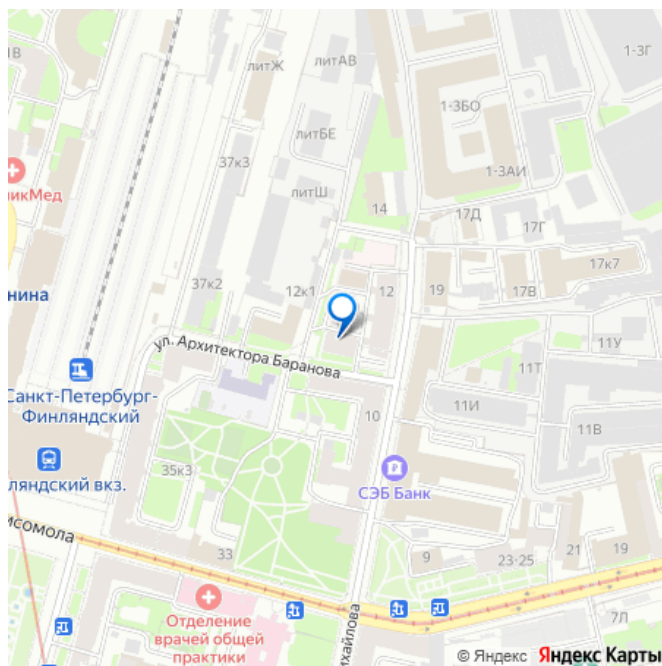 1В
литЖ
литАВ
1-3Г
1-3БО
литБЕ
37к3
1-3АИ
икМед
литШ
14
17Д
17Г
17к7
37к2
12к1
12
19
17В
нина
11У
ул. Архитектора Баранова
11Т
Санкт-Петербург-
Финляндский
10
11И
11В
35к3
СЭБ Банк
ляндский вкз.
исомола
33
9
23-25
21
19
Отделение
врачей общей
практики
ихайлова
7Л
© Яндекс Яндекс Карты